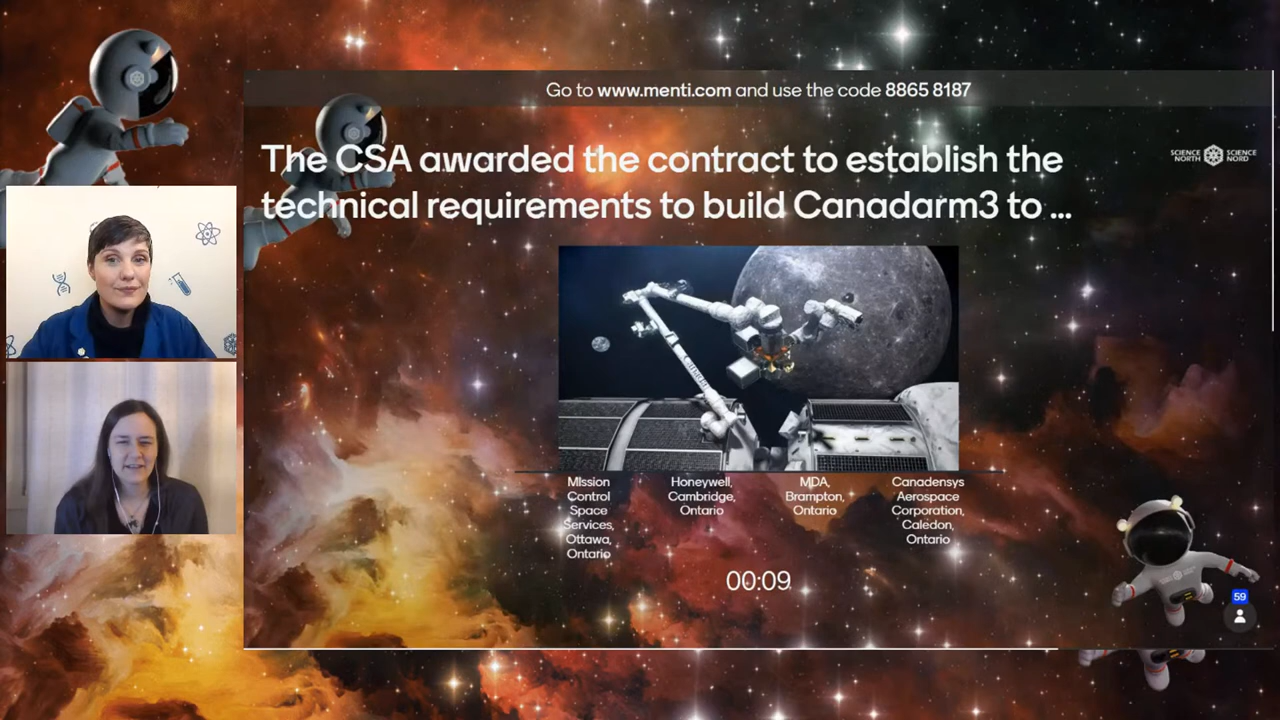 Go to www.menti.com and use the code 8865 8187
The CSA awarded the contract to establish the
technical requirements to build Canadarm3 to ...
SCIENCE NORTH SCIENCE NORD
MIssion
Control
Space
Services,
Ottawa,
Ontario
Honeywell,
Cambridge,
Ontario
MDA,
Brampton,
Ontario
Canadensys
Aerospace
Corporation,
Caledon,
Ontario
00:09
59